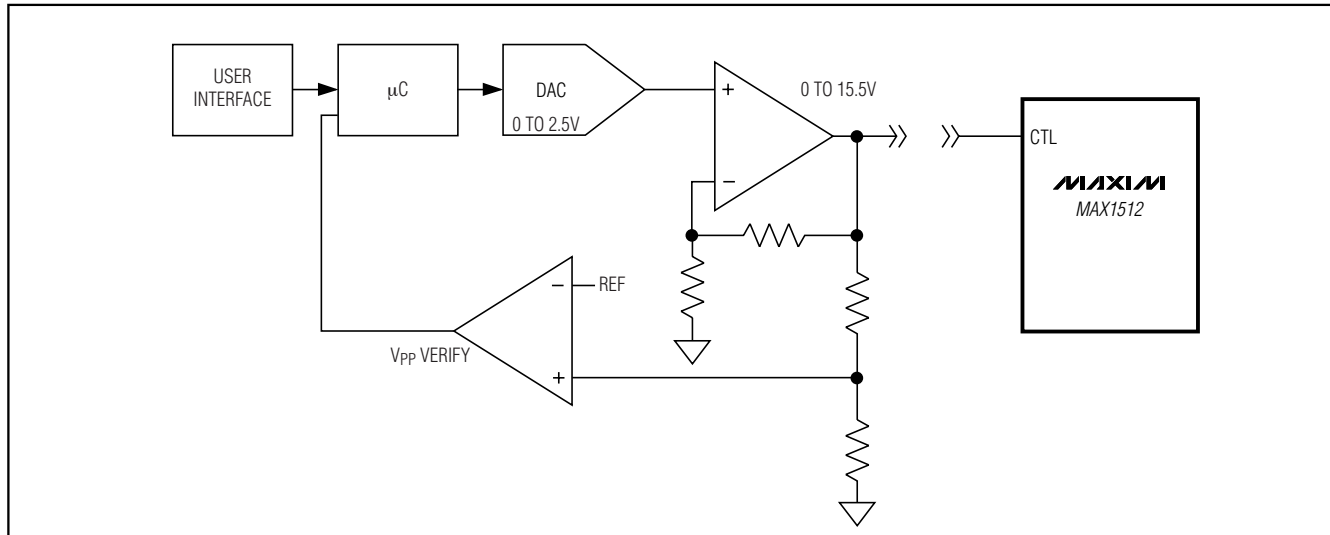 USER
INTERFACE
μC
DAC
0 TO 2.5V
+
−
0 TO 15.5V
CTL
MAXIM
MAX1512
− REF
VPP VERIFY
+